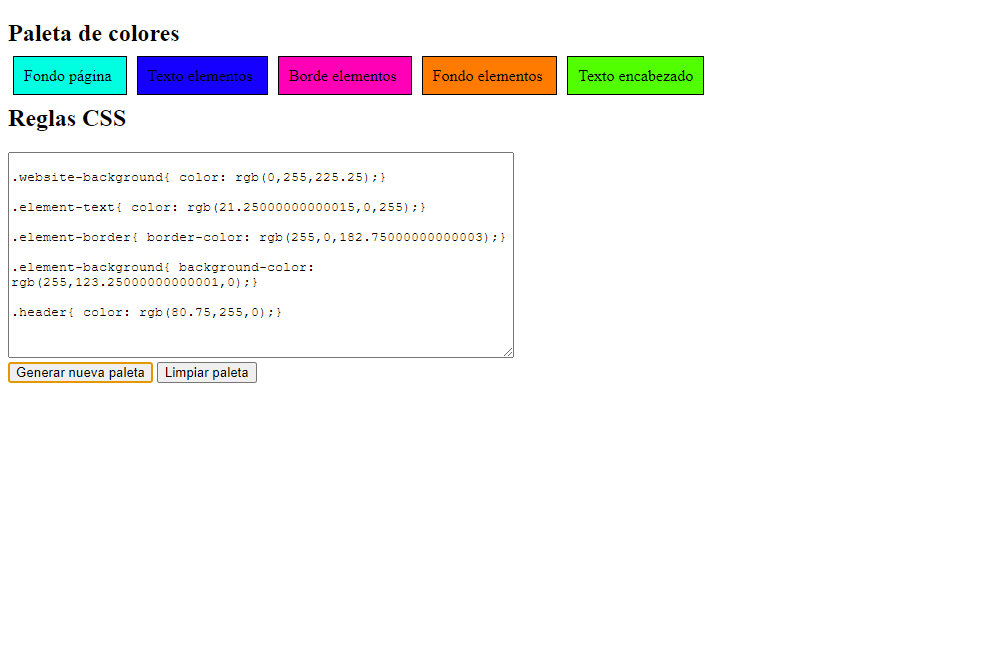 Paleta de colores
Fondo página Texto elementos Borde elementos Fondo elementos Texto encabezado
Reglas CSS
.website-background{ color: rgb(0,255,225.25);}
.element-text{ color: rgb(21.25000000000015,0,255);}
.element-border{ border-color: rgb(255,0,182.75000000000003);}
.element-background{ background-color:
rgb(255,123.25000000000001,0);}
.header{ color: rgb(80.75,255,0);}
Generar nueva paleta Limpiar paleta